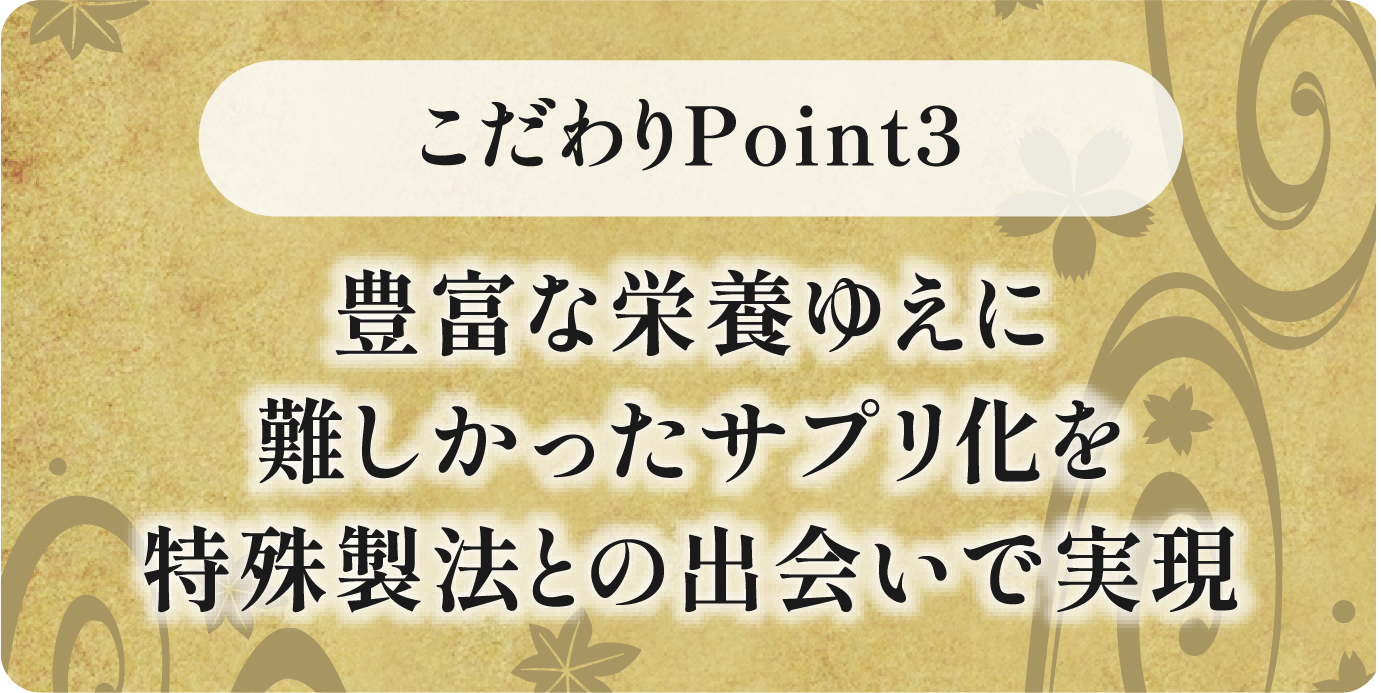 こだわりPoint3
豊富な栄養ゆえに
難しかったサプリ化を
特殊製法との出会いで実現